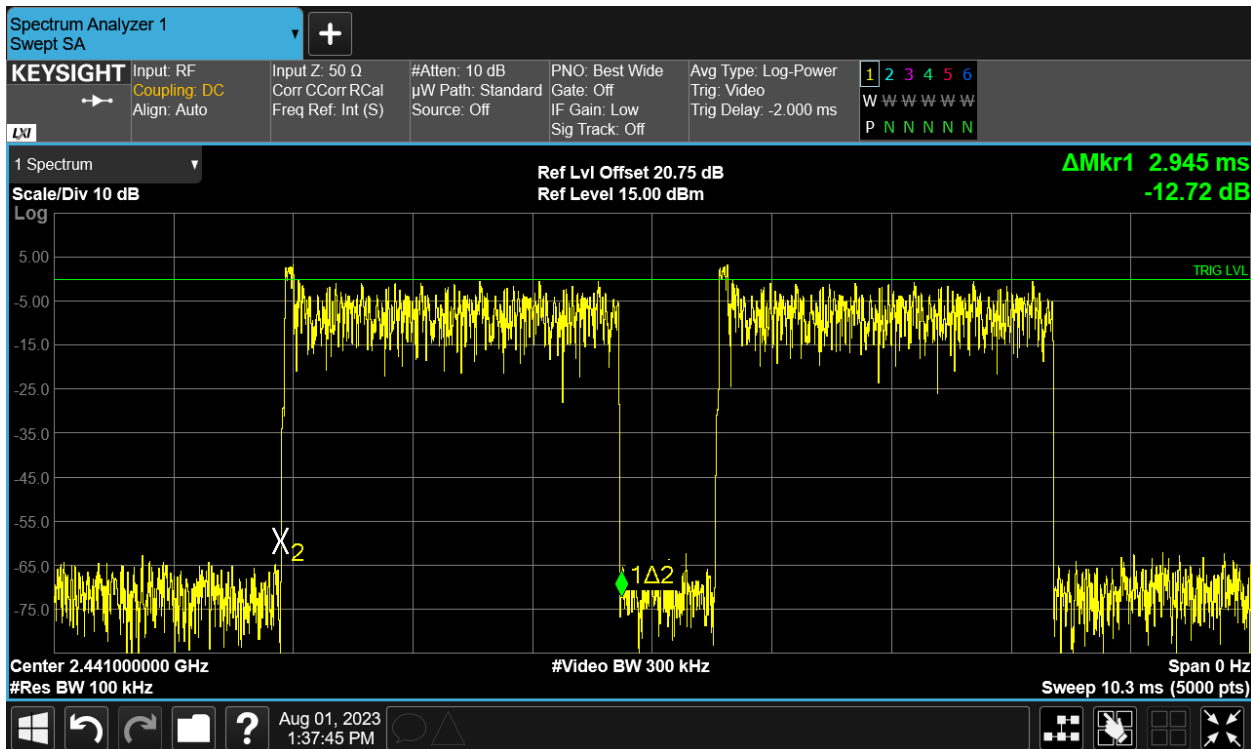 Spectrum Analyzer 1
Swept SA
+
KEYSIGHT
LXI
Input: RF
Coupling: DC
Align: Auto
Input Z: 50 Ω
Corr CCorr RCal
Freq Ref: Int (S)
#Atten: 10 dB
µW Path: Standard
Source: Off
PNO: Best Wide
Gate: Off
IF Gain: Low
Sig Track: Off
Avg Type: Log-Power
Trig: Video
Trig Delay: -2.000 ms
1 2 3 4 5 6
W W W W W W
P N N N N N
1 Spectrum
Scale/Div 10 dB
Log
Ref Lvl Offset 20.75 dB
Ref Level 15.00 dBm
ΔMkr1 2.945 ms
-12.72 dB
5.00
TRIG LVL
-5.00
-15.0
-25.0
-35.0
-45.0
-55.0
X2
-65.0
1Δ2
-75.0
Center 2.441000000 GHz
#Res BW 100 kHz
#Video BW 300 kHz
Span 0 Hz
Sweep 10.3 ms (5000 pts)
?
Aug 01, 2023
1:37:45 PM